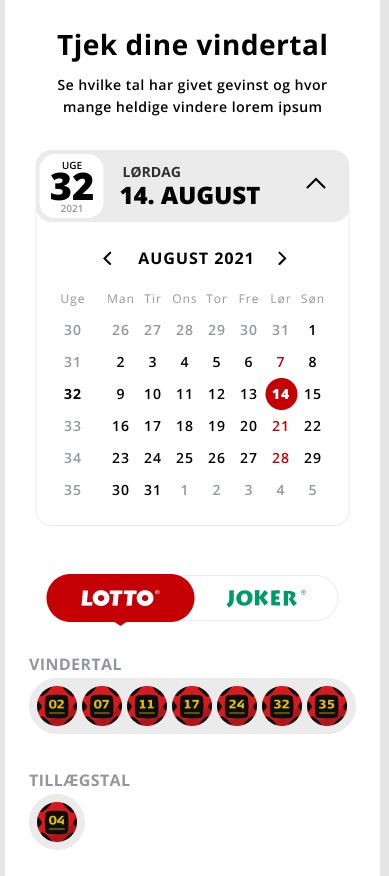 Tjek dine vindertal
Se hvilke tal har givet gevinst og hvor
mange heldige vindere lorem ipsum
UGE
32
2021
LØRDAG
14. AUGUST
AUGUST 2021
Uge Man Tir Ons Tor Fre Lør Søn
30 26 27 28 29 30 31 1
31 2 3 4 5 6 7 8
32 9 10 11 12 13 14 15
33 16 17 18 19 20 21 22
34 23 24 25 26 27 28 29
35 30 31 1 2 3 4 5
LOTTO® JOKER®
VINDERTAL
02 07 11 17 24 32 35
TILLÆGSTAL
04